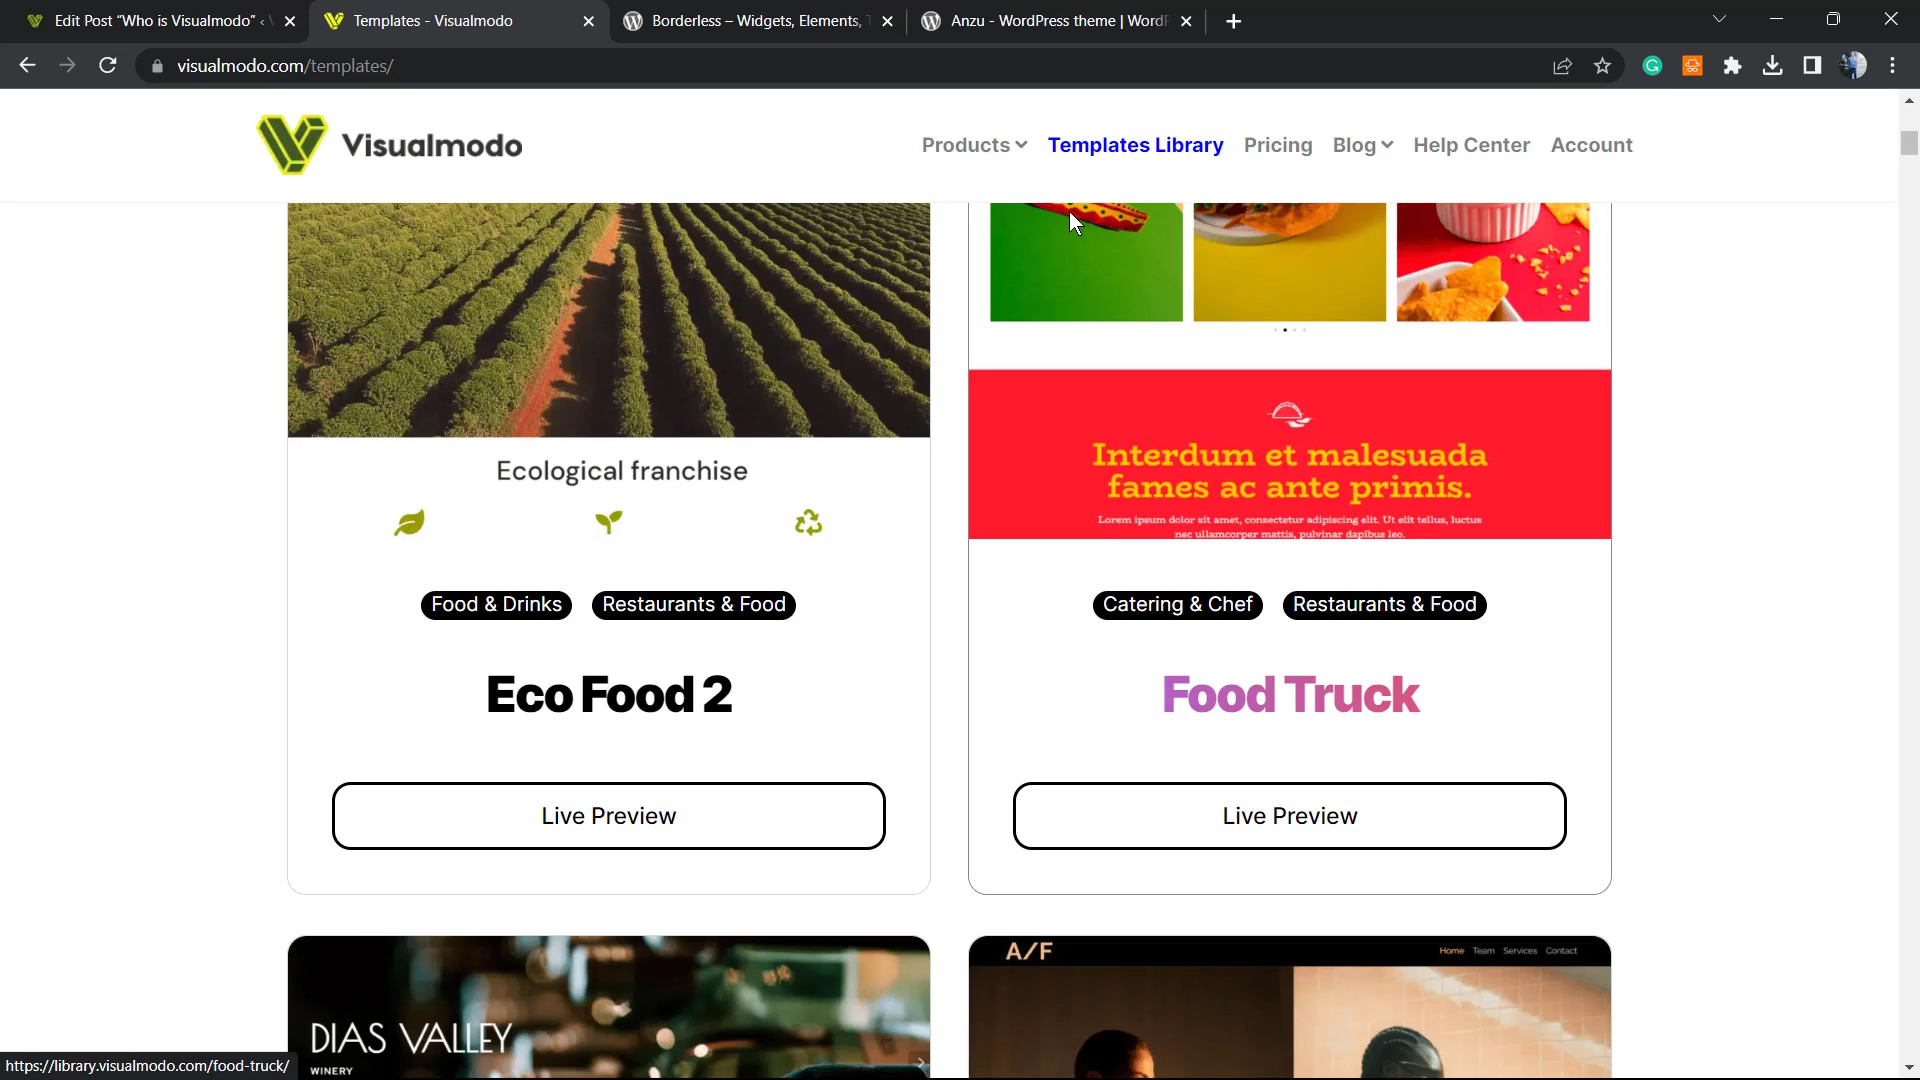 Edit Post “Who is Visualmodo” ‹
Templates - Visualmodo
Borderless – Widgets, Elements,
Anzu - WordPress theme | WordP
visualmodo.com/templates/
Visualmodo
Products
Templates Library
Pricing
Blog
Help Center
Account
Ecological franchise
Interdum et malesuada
fames ac ante primis.
Lorem ipsum dolor sit amet, consectetur adipiscing elit. Ut elit tellus, luctus
nec ullamcorper mattis, pulvinar dapibus leo.
Food & Drinks
Restaurants & Food
Catering & Chef
Restaurants & Food
Eco Food 2
Food Truck
Live Preview
Live Preview
A/F
Home Team Services Contact
DIAS VALLEY
WINERY
https://library.visualmodo.com/food-truck/